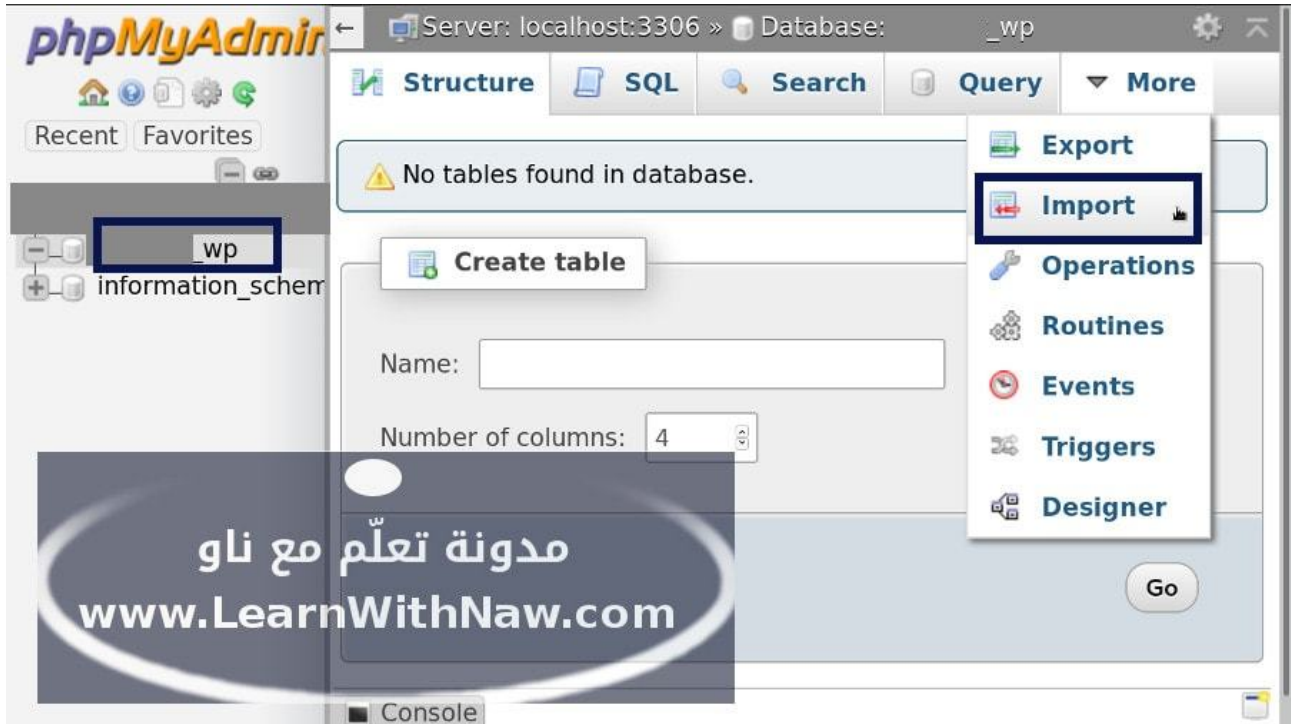 phpMyAdmin
Server: localhost:3306 » Database: _wp
Structure SQL Search Query More
Recent Favorites
Export
No tables found in database.
Import
_wp
Create table
Operations
information_schem
Routines
Name:
Events
Number of columns: 4
Triggers
Designer
مدونة تعلّم مع ناو
www.LearnWithNaw.com
Go
Console